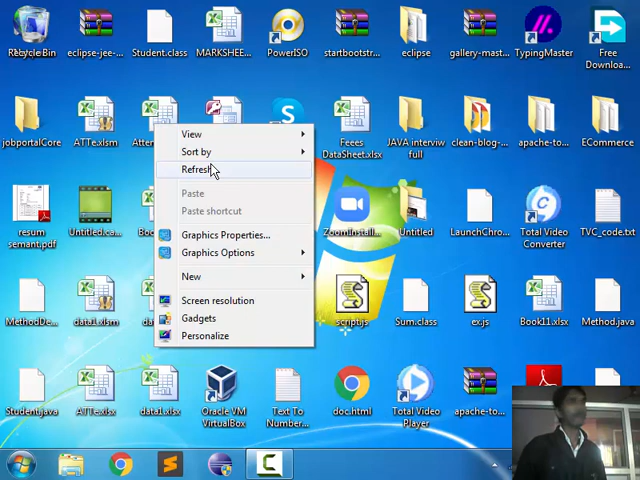 Recycle Bin
eclipse-jee-...
Student.class
MARKSHEE...
PowerISO
startbootstr...
eclipse
gallery-mast...
TypingMaster
Free
Downloa...
jobportalCore
ATTe.xlsm
Fees
DataSheet.xlsx
JAVA interviw
full
clean-blog-...
apache-to...
ECommerce
View
Sort by
Refresh
Paste
Paste shortcut
Graphics Properties...
Graphics Options
New
Screen resolution
Gadgets
Personalize
resum
semant.pdf
Untitled.ca...
ZoomInstall...
Untitled
LaunchChro...
Total Video
Converter
TVC_code.txt
MethodDe...
data1.xlsm
script.js
Sum.class
ex.js
Book11.xlsx
Method.java
Student.java
ATTe.xlsx
data1.xlsx
Oracle VM
VirtualBox
Text To
Number...
doc.html
Total Video
Player
apache-to...